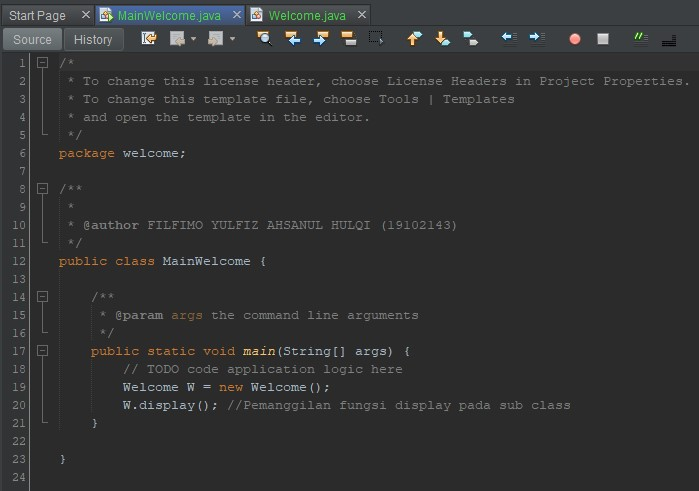 Start Page
MainWelcome.java
Welcome.java
Source
History
1 /*
2 * To change this license header, choose License Headers in Project Properties.
3 * To change this template file, choose Tools | Templates
4 * and open the template in the editor.
5 */
6 package welcome;
7
8 /**
9 *
10 * @author FILFIMO YULFIZ AHSANUL HULQI (19102143)
11 */
12 public class MainWelcome {
13
14 /**
15 * @param args the command line arguments
16 */
17 public static void main(String[] args) {
18 // TODO code application logic here
19 Welcome W = new Welcome();
20 W.display(); //Pemanggilan fungsi display pada sub class
21 }
22
23 }
24